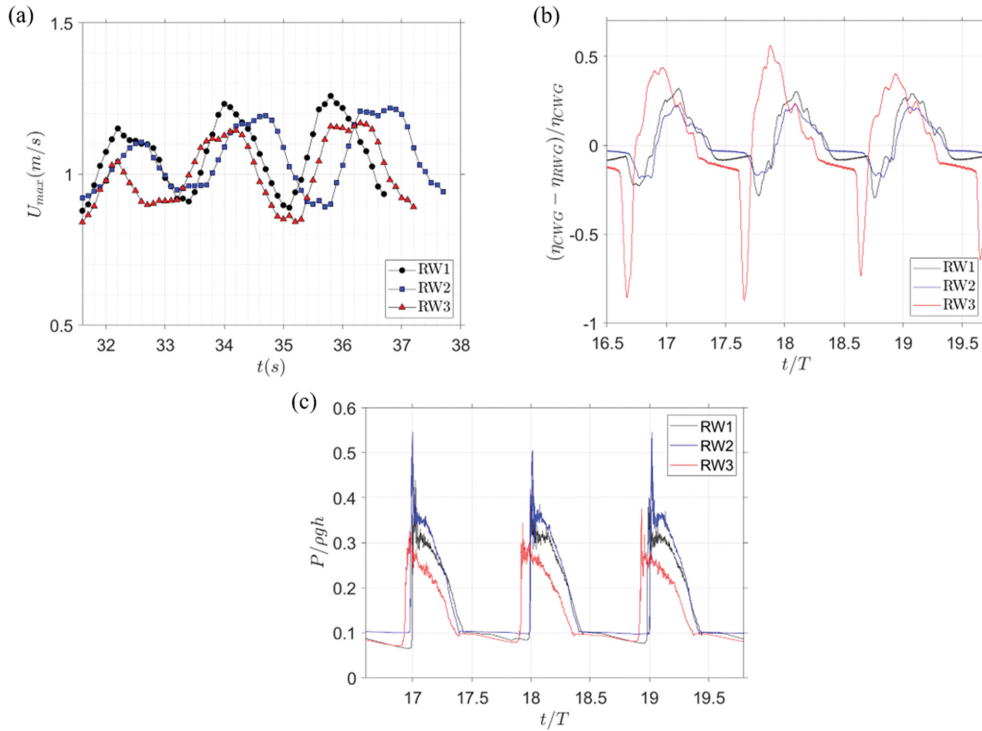 (a)
1.5
1
0.5
U_max(m/s)
32 33 34 35 36 37 38
t(s)
RW1
RW2
RW3
(b)
0.5
0
-0.5
-1
(η_CWG − η_RWG)/η_CWG
16.5 17 17.5 18 18.5 19 19.5
t/T
RW1
RW2
RW3
(c)
0.6
0.5
0.4
0.3
0.2
0.1
0
P/ρgh
17 17.5 18 18.5 19 19.5
t/T
RW1
RW2
RW3